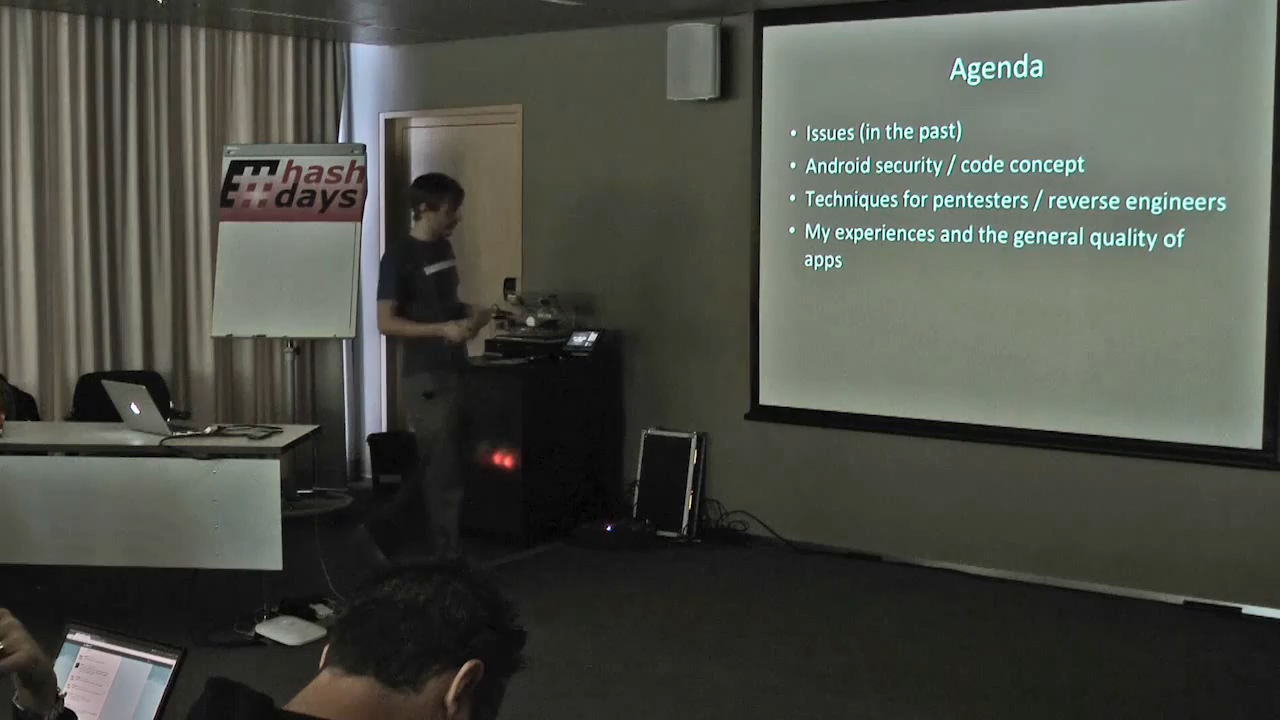 hash
days
Agenda
• Issues (in the past)
• Android security / code concept
• Techniques for pentesters / reverse engineers
• My experiences and the general quality of
apps